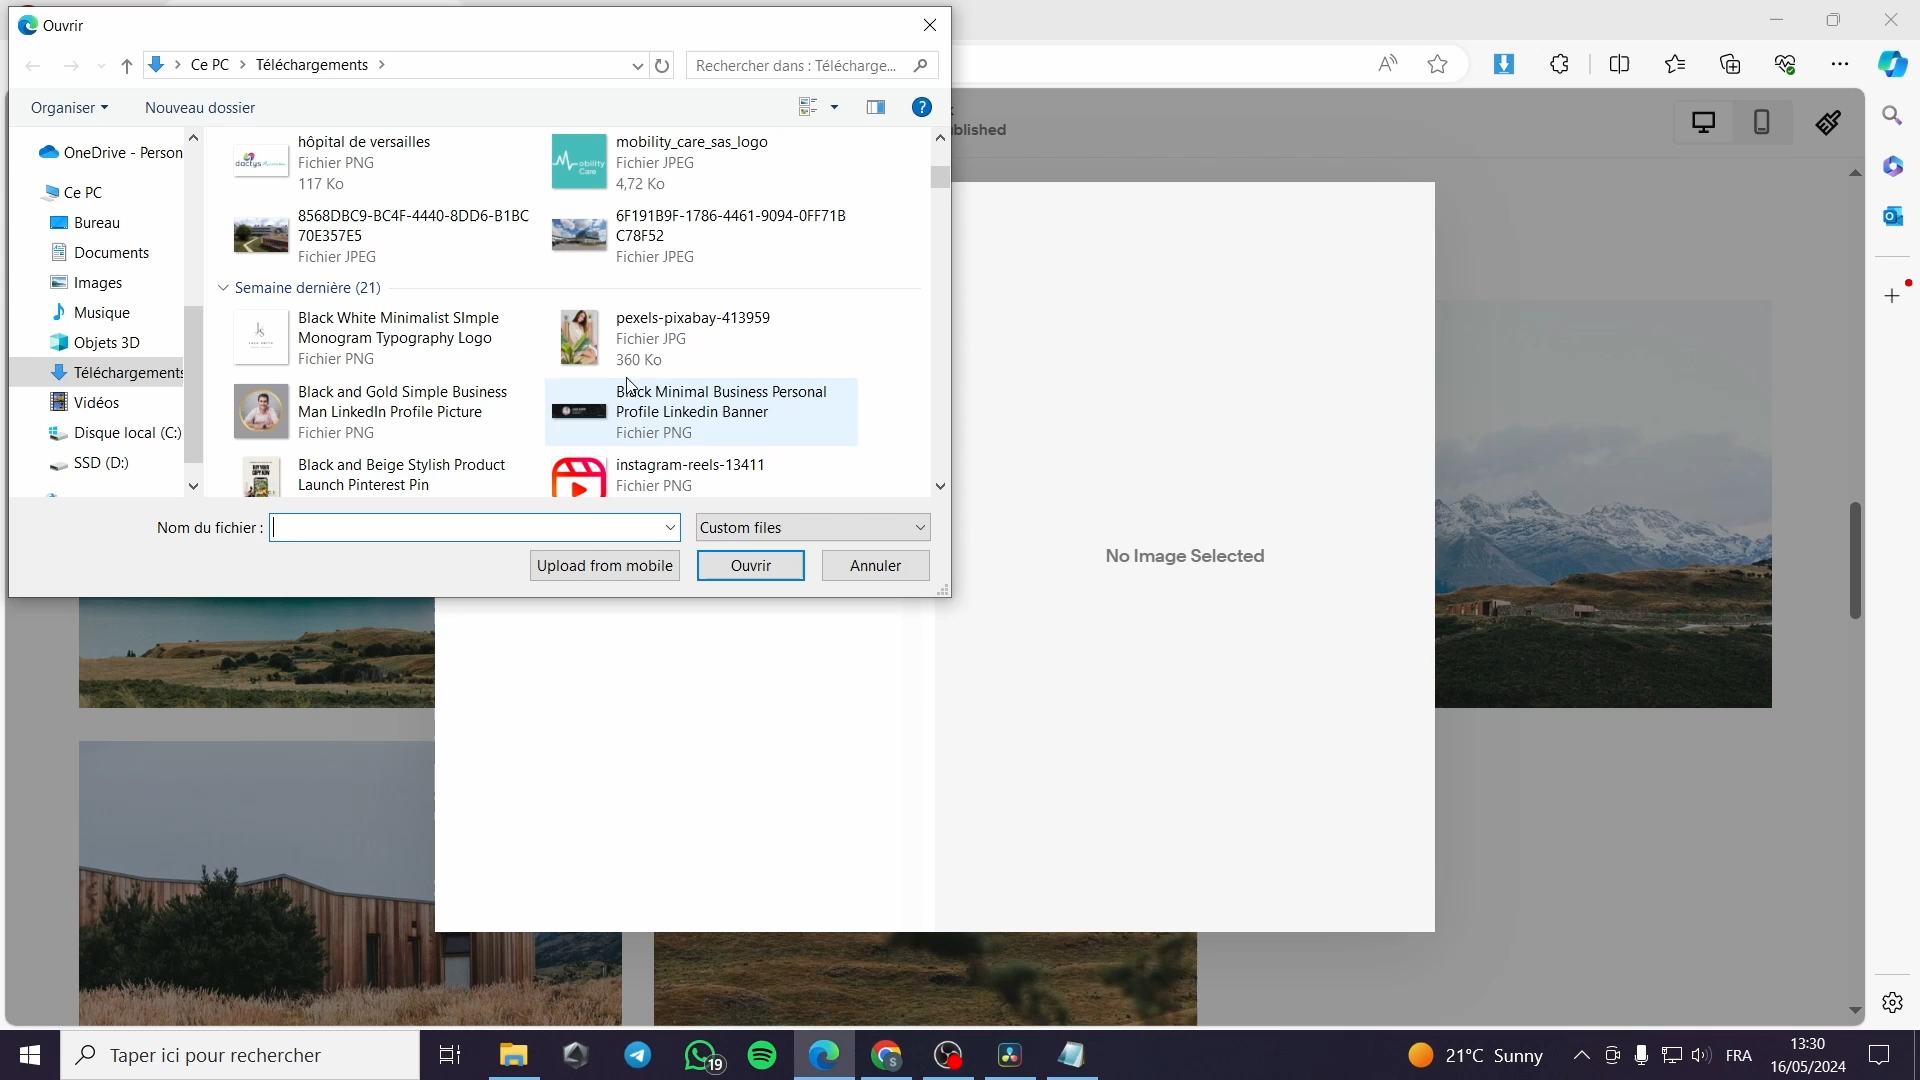 Ouvrir
Ce PC
Téléchargements
Rechercher dans : Télécharge...
Organiser
Nouveau dossier
OneDrive - Person
Ce PC
Bureau
Documents
Images
Musique
Objets 3D
Téléchargements
Vidéos
Disque local (C:)
SSD (D:)
hôpital de versailles
Fichier PNG
117 Ko
mobility_care_sas_logo
Fichier JPEG
4,72 Ko
8568DBC9-BC4F-4440-8DD6-B1BC
70E357E5
Fichier JPEG
6F191B9F-1786-4461-9094-0FF71B
C78F52
Fichier JPEG
Semaine dernière (21)
Black White Minimalist SImple
Monogram Typography Logo
Fichier PNG
pexels-pixabay-413959
Fichier JPG
360 Ko
Black and Gold Simple Business
Man LinkedIn Profile Picture
Fichier PNG
Black Minimal Business Personal
Profile Linkedin Banner
Fichier PNG
Black and Beige Stylish Product
Launch Pinterest Pin
instagram-reels-13411
Fichier PNG
Nom du fichier :
Custom files
Upload from mobile
Ouvrir
Annuler
No Image Selected
Taper ici pour rechercher
19
21°C Sunny
FRA
13:30
16/05/2024